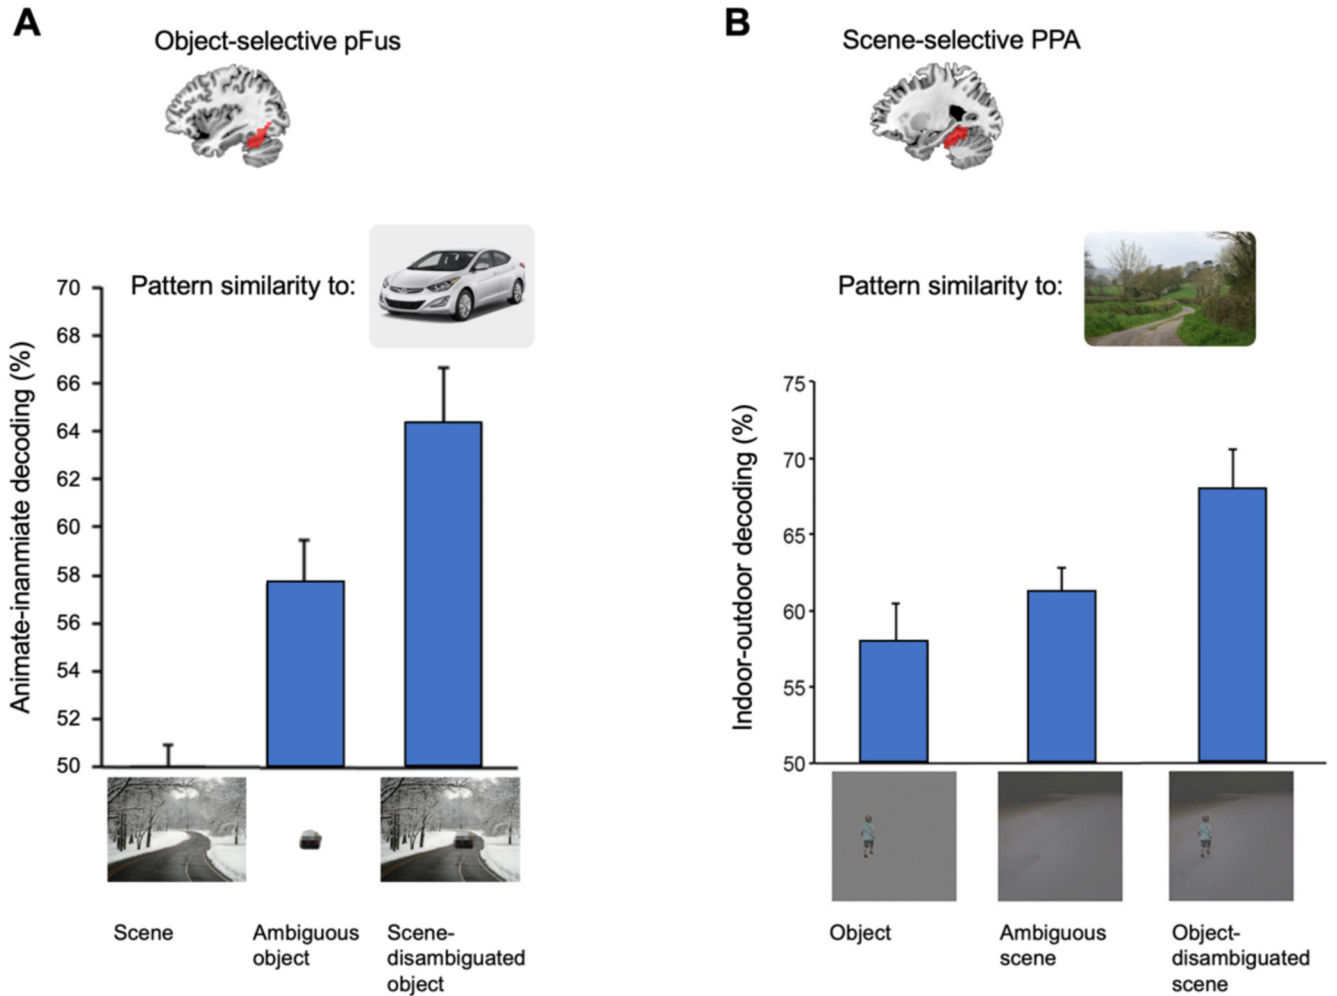 A
Object-selective pFus
Pattern similarity to:
Animate-inanmiate decoding (%)
70
68
66
64
62
60
58
56
54
52
50
Scene
Ambiguous
object
Scene-
disambiguated
object
B
Scene-selective PPA
Pattern similarity to:
Indoor-outdoor decoding (%)
75
70
65
60
55
50
Object
Ambiguous
scene
Object-
disambiguated
scene